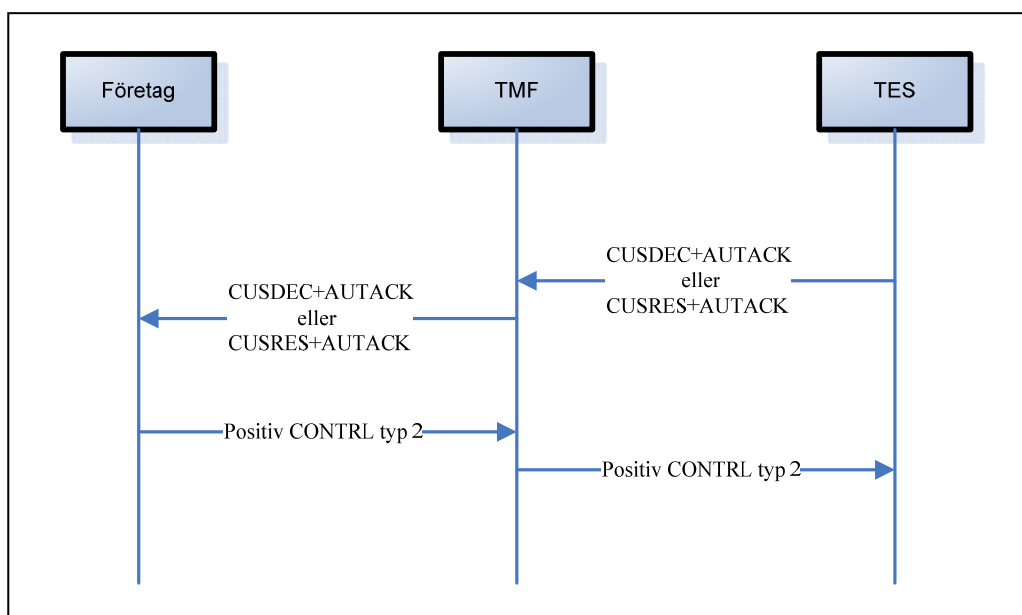 Företag
TMF
TES
CUSDEC+AUTACK
eller
CUSRES+AUTACK
CUSDEC+AUTACK
eller
CUSRES+AUTACK
Positiv CONTRL typ 2
Positiv CONTRL typ 2